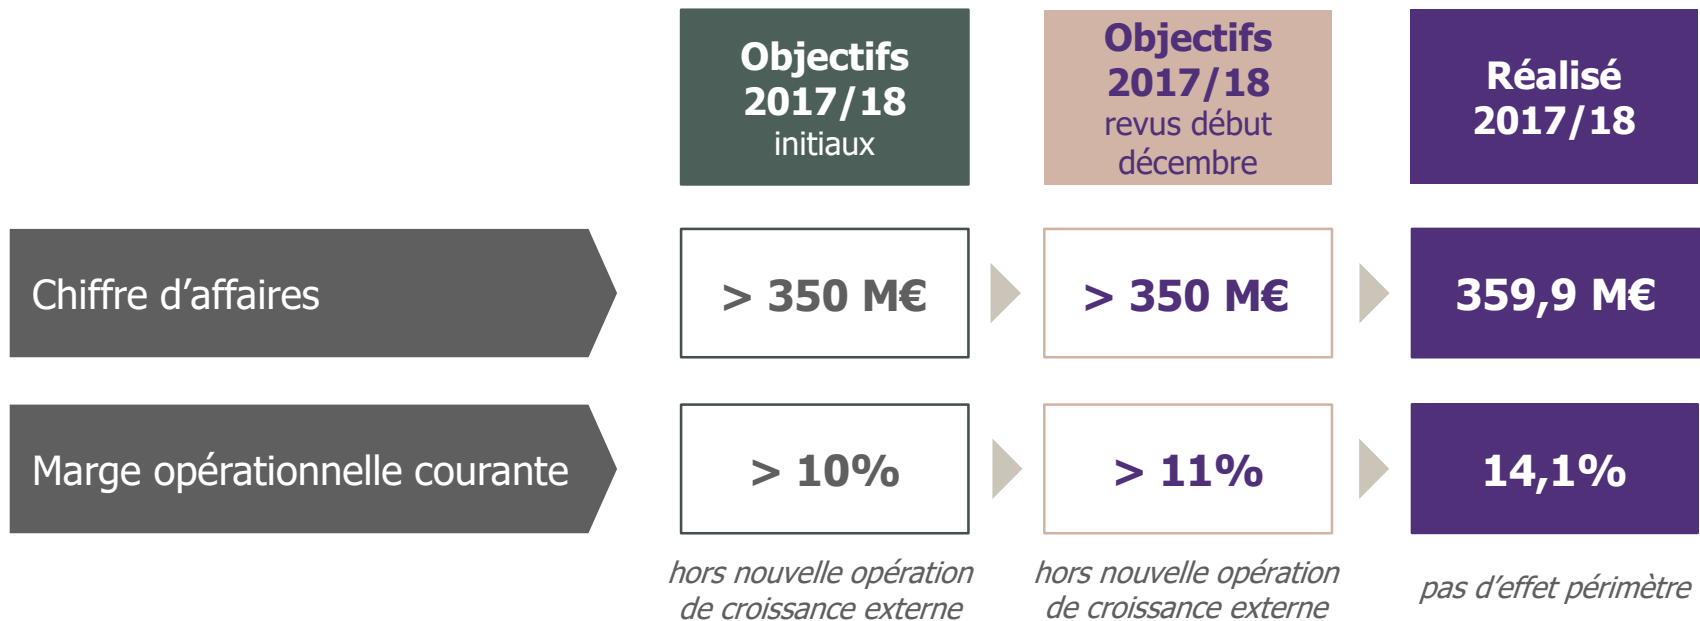 Objectifs
2017/18
initiaux
Objectifs
2017/18
revus début
décembre
Réalisé
2017/18
Chiffre d’affaires
> 350 M€
> 350 M€
359,9 M€
Marge opérationnelle courante
> 10%
> 11%
14,1%
hors nouvelle opération
de croissance externe
hors nouvelle opération
de croissance externe
pas d’effet périmètre